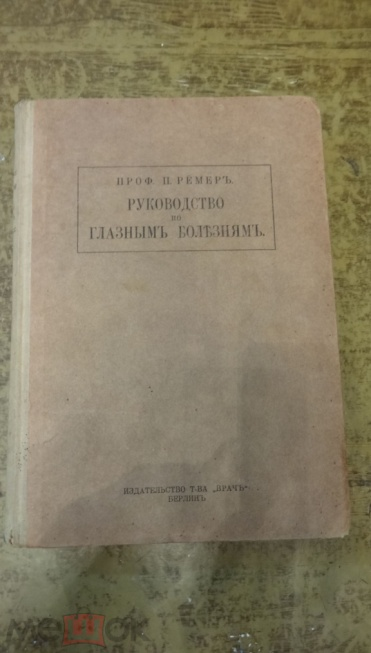 ПРОФ. П. РЕМЕРЪ.
РУКОВОДСТВО
ПО
ГЛАЗНЫМЪ БОЛѢЗНЯМЪ.
ИЗДАТЕЛЬСТВО Т-ВА „ВРАЧЪ“
БЕРЛИНЪ